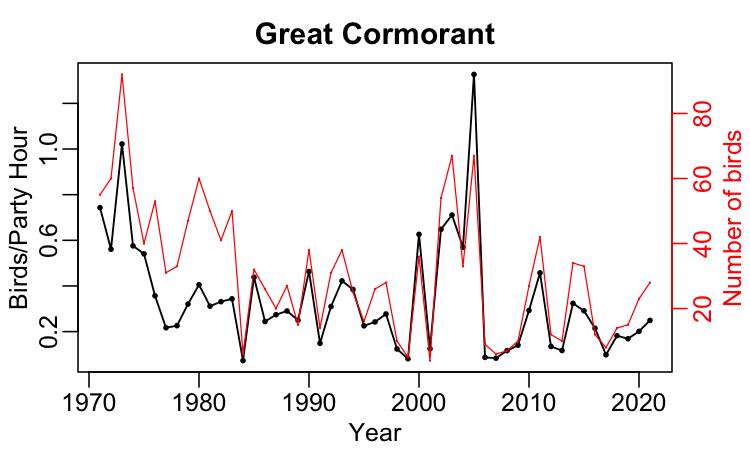 Great Cormorant
Birds/Party Hour
0.2 0.6 1.0
20 40 60 80
Number of birds
1970 1980 1990 2000 2010 2020
Year